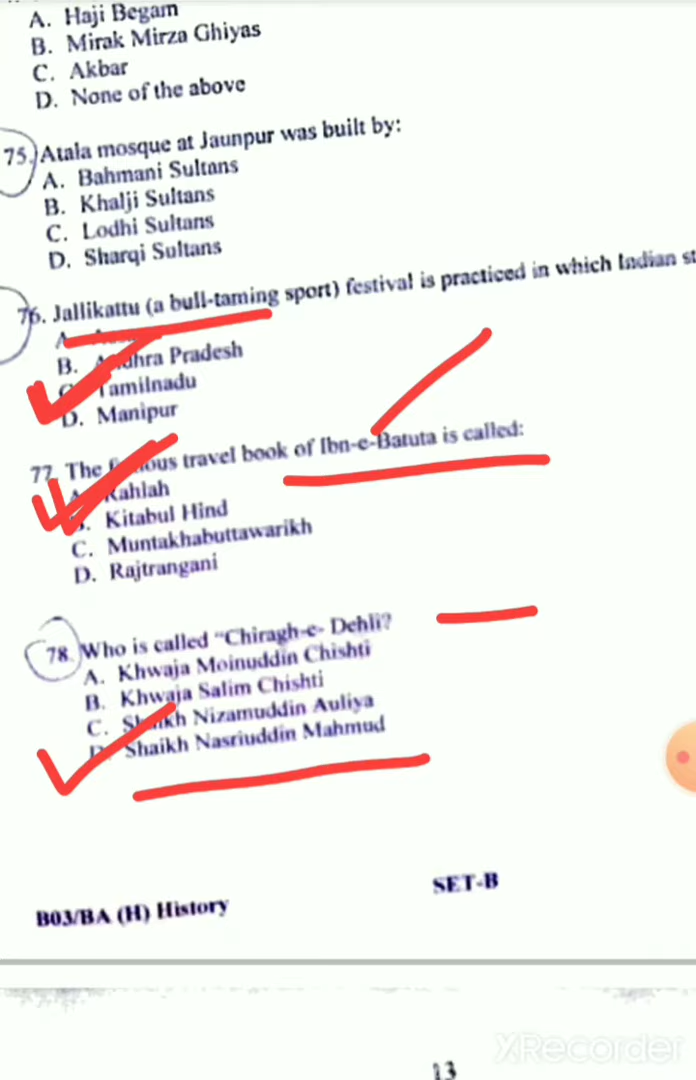 A. Haji Begam
B. Mirak Mirza Ghiyas
C. Akbar
D. None of the above
75. Atala mosque at Jaunpur was built by:
A. Bahmani Sultans
B. Khalji Sultans
C. Lodhi Sultans
D. Sharqi Sultans
76. Jallikattu (a bull-taming sport) festival is practiced in which Indian st
A.
B. Andhra Pradesh
C. Tamilnadu
D. Manipur
77. The famous travel book of Ibn-e-Batuta is called:
A. Rahlah
B. Kitabul Hind
C. Muntakhabuttawarikh
D. Rajtrangani
78. Who is called "Chiragh-e- Dehli?
A. Khwaja Moinuddin Chishti
B. Khwaja Salim Chishti
C. Shaikh Nizamuddin Auliya
D. Shaikh Nasriuddin Mahmud
SET-B
B03/BA (H) History
XRecorder
13